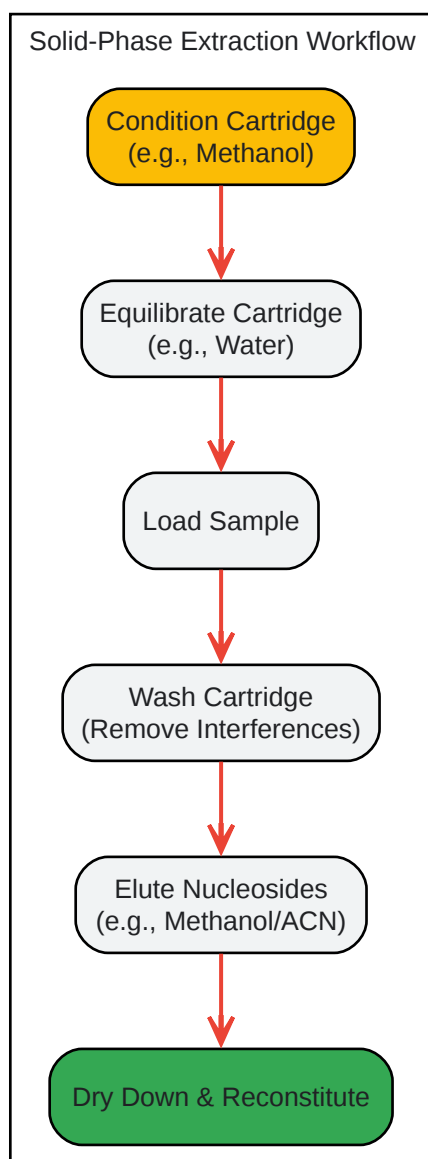 Solid-Phase Extraction Workflow
Condition Cartridge
(e.g., Methanol)
Equilibrate Cartridge
(e.g., Water)
Load Sample
Wash Cartridge
(Remove Interferences)
Elute Nucleosides
(e.g., Methanol/ACN)
Dry Down & Reconstitute